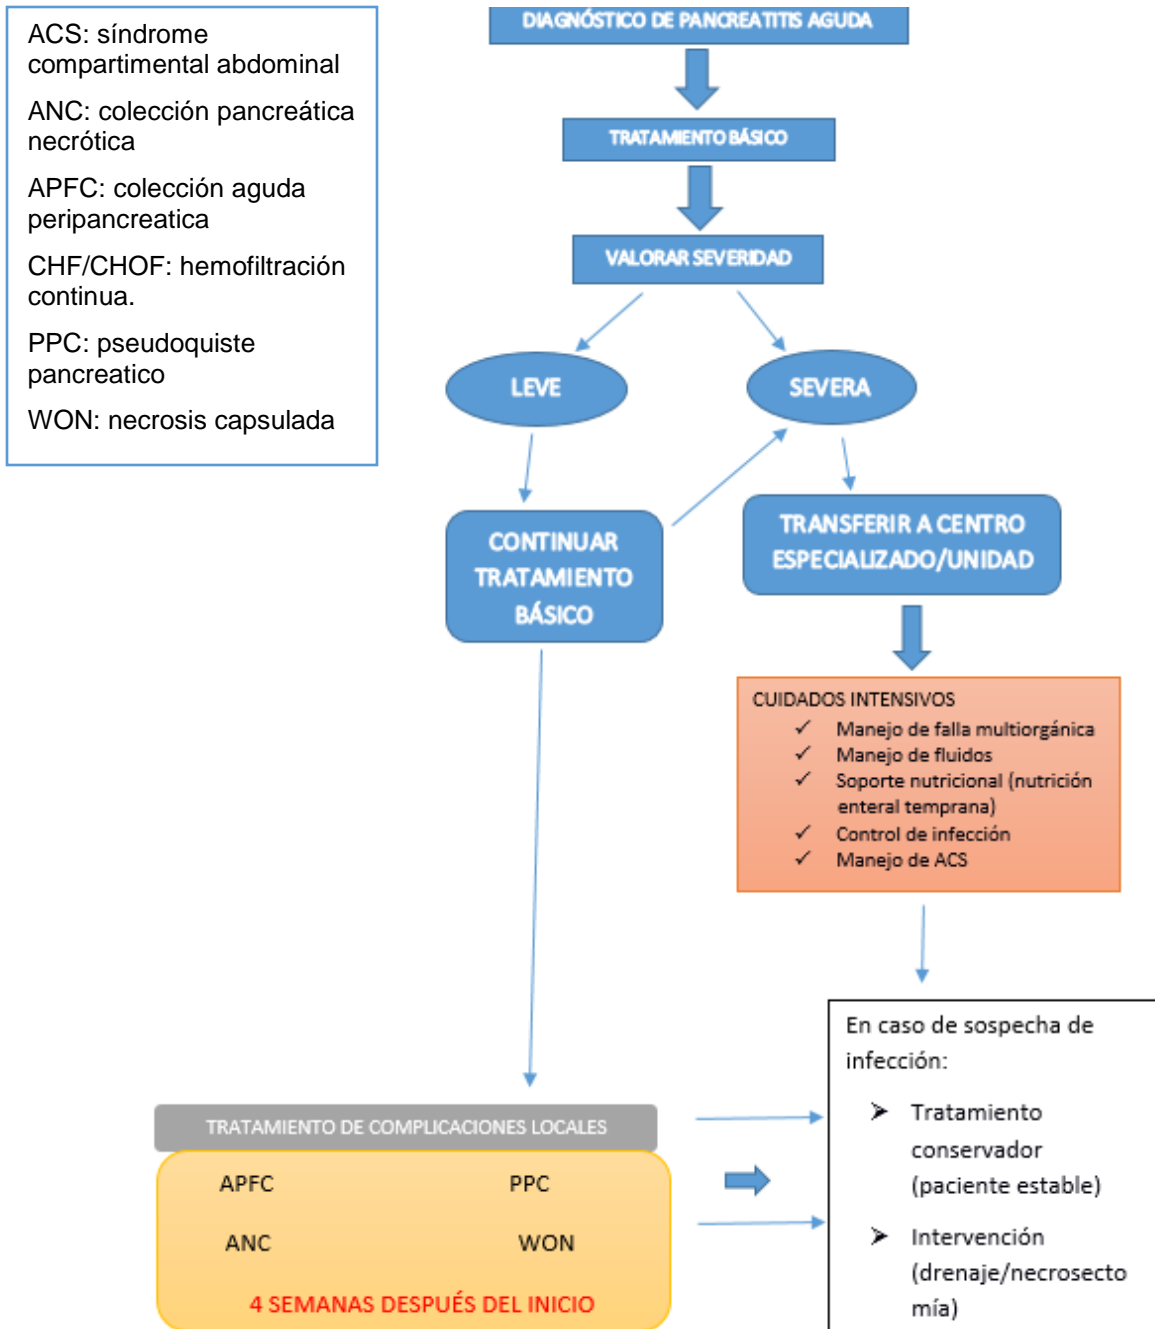 ACS: síndrome
compartimental abdominal
ANC: colección pancreática
necrótica
APFC: colección aguda
peripancreatica
CHF/CHOF: hemofiltración
continua.
PPC: pseudoquiste
pancreatico
WON: necrosis capsulada
DIAGNÓSTICO DE PANCREATITIS AGUDA
TRATAMIENTO BÁSICO
VALORAR SEVERIDAD
LEVE
SEVERA
CONTINUAR
TRATAMIENTO
BÁSICO
TRANSFERIR A CENTRO
ESPECIALIZADO/UNIDAD
CUIDADOS INTENSIVOS
✓ Manejo de falla multiorgánica
✓ Manejo de fluidos
✓ Soporte nutricional (nutrición
enteral temprana)
✓ Control de infección
✓ Manejo de ACS
TRATAMIENTO DE COMPLICACIONES LOCALES
APFC PPC
ANC WON
4 SEMANAS DESPUÉS DEL INICIO
En caso de sospecha de
infección:
➤ Tratamiento
conservador
(paciente estable)
➤ Intervención
(drenaje/necrosecto
mía)